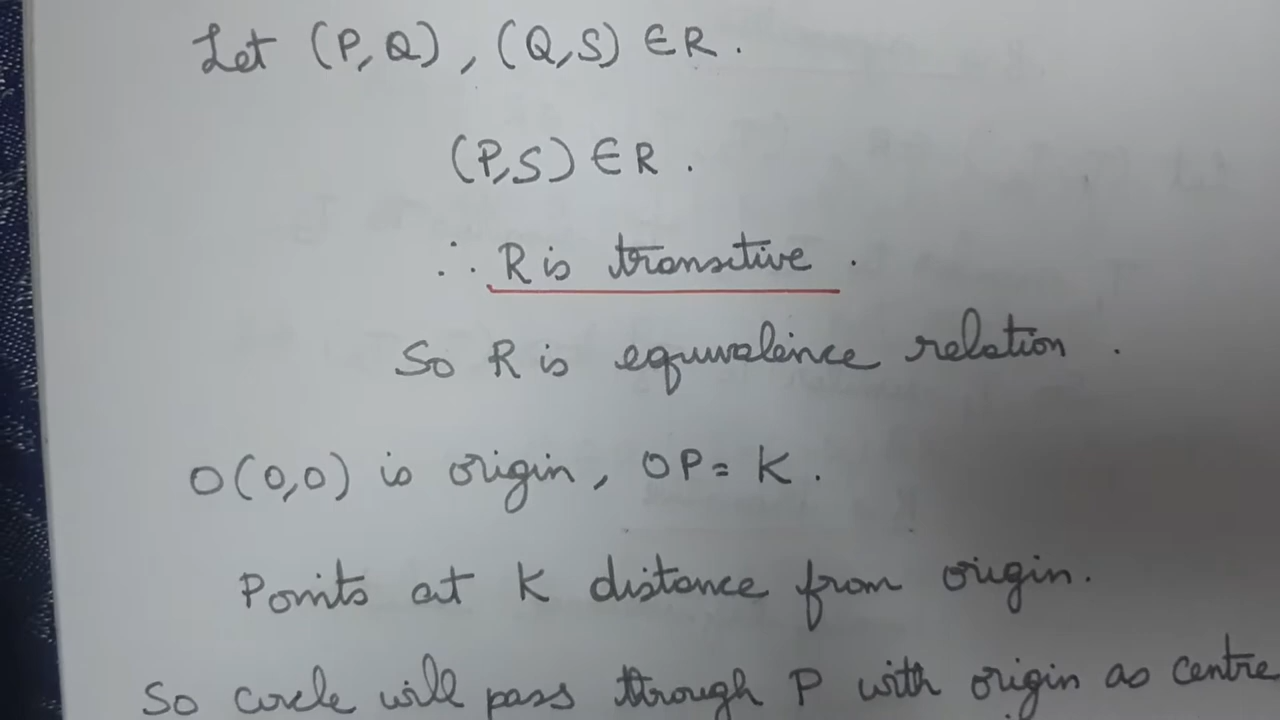 Let (P,Q), (Q,S) ∈ R.
(P,S) ∈ R.
∴ R is transitive.
So R is equivalence relation.
O(0,0) is origin, OP = K.
Points at K distance from origin.
So circle will pass through P with origin as centre